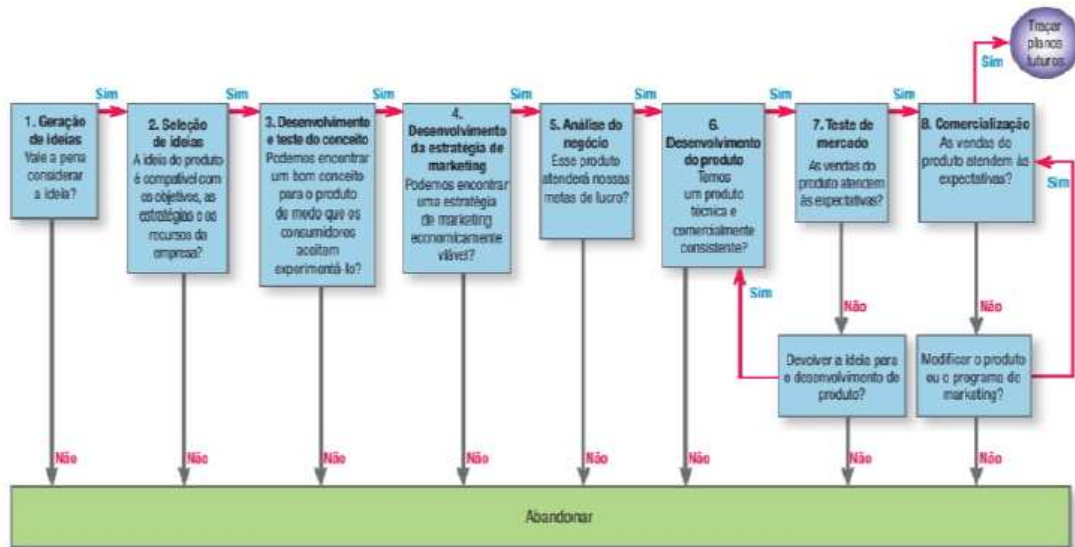 Traçar
planos
futuros
Sim
Sim
Sim
Sim
Sim
Sim
Sim
Sim
1. Geração
de ideias
Vale a pena
considerar
a ideia?
2. Seleção
de ideias
A ideia do produto
é compatível com
os objetivos, as
estratégias e os
recursos da
empresa?
3. Desenvolvimento
e teste do conceito
Podemos encontrar
um bom conceito
para o produto
de modo que os
consumidores
aceitem
experimentá-lo?
4.
Desenvolvimento
da estratégia de
marketing
Podemos encontrar
uma estratégia
de marketing
economicamente
viável?
5. Análise do
negócio
Esse produto
atenderá nossas
metas de lucro?
6.
Desenvolvimento
do produto
Temos
um produto
técnica e
comercialmente
consistente?
7. Teste de
mercado
As vendas do
produto atendem
às expectativas?
8. Comercialização
As vendas do
produto atendem às
expectativas?
Sim
Sim
Não
Não
Devolver a ideia para
o desenvolvimento de
produto?
Modificar o produto
ou o programa de
marketing?
Não
Não
Não
Não
Não
Não
Não
Não
Abandonar